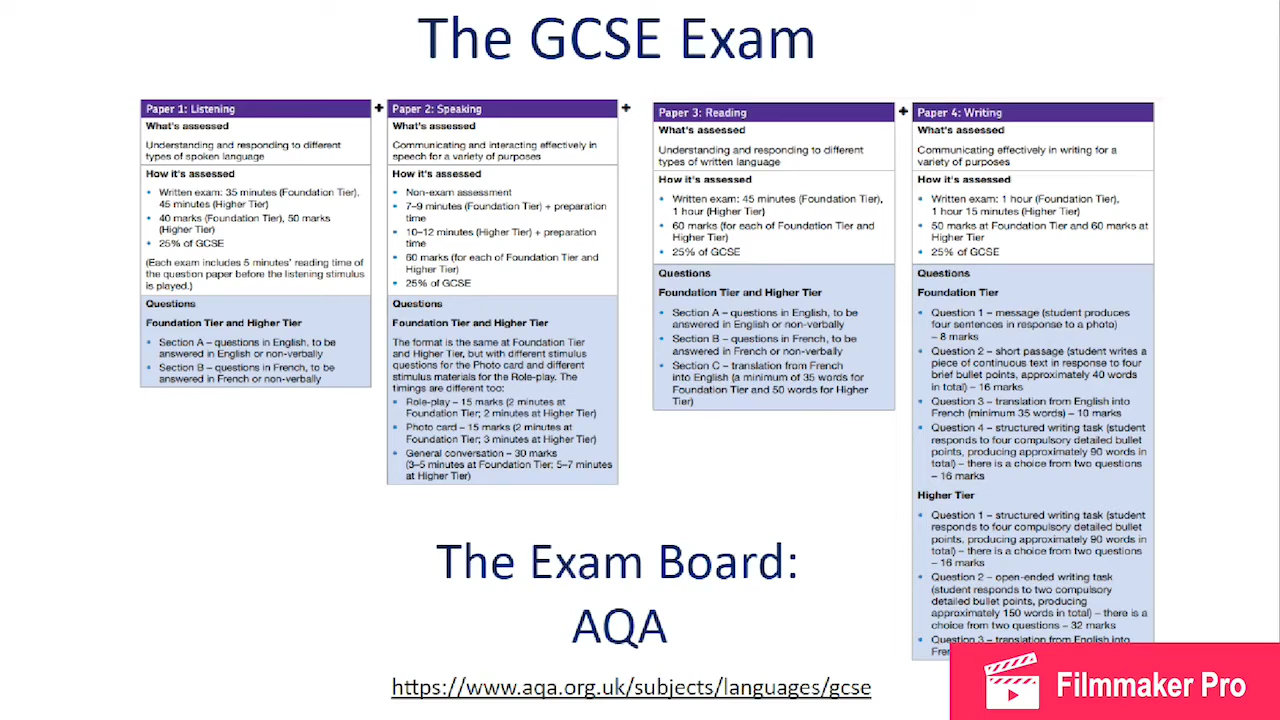 The GCSE Exam
Paper 1: Listening
What's assessed
Understanding and responding to different
types of spoken language
How it's assessed
• Written exam: 35 minutes (Foundation Tier),
45 minutes (Higher Tier)
• 40 marks (Foundation Tier), 50 marks
(Higher Tier)
• 25% of GCSE
(Each exam includes 5 minutes' reading time of
the question paper before the listening stimulus
is played.)
Questions
Foundation Tier and Higher Tier
• Section A – questions in English, to be
answered in English or non-verbally
• Section B – questions in French, to be
answered in French or non-verbally
+
Paper 2: Speaking
What's assessed
Communicating and interacting effectively in
speech for a variety of purposes
How it's assessed
• Non-exam assessment
• 7–9 minutes (Foundation Tier) + preparation
time
• 10–12 minutes (Higher Tier) + preparation
time
• 60 marks (for each of Foundation Tier and
Higher Tier)
• 25% of GCSE
Questions
Foundation Tier and Higher Tier
The format is the same at Foundation Tier
and Higher Tier, but with different stimulus
questions for the Photo card and different
stimulus materials for the Role-play. The
timings are different too:
• Role-play – 15 marks (2 minutes at
Foundation Tier; 2 minutes at Higher Tier)
• Photo card – 15 marks (2 minutes at
Foundation Tier; 3 minutes at Higher Tier)
• General conversation – 30 marks
(3–5 minutes at Foundation Tier; 5–7 minutes
at Higher Tier)
+
Paper 3: Reading
What's assessed
Understanding and responding to different
types of written language
How it's assessed
• Written exam: 45 minutes (Foundation Tier),
1 hour (Higher Tier)
• 60 marks (for each of Foundation Tier and
Higher Tier)
• 25% of GCSE
Questions
Foundation Tier and Higher Tier
• Section A – questions in English, to be
answered in English or non-verbally
• Section B – questions in French, to be
answered in French or non-verbally
• Section C – translation from French
into English (a minimum of 35 words for
Foundation Tier and 50 words for Higher
Tier)
+
Paper 4: Writing
What's assessed
Communicating effectively in writing for a
variety of purposes
How it's assessed
• Written exam: 1 hour (Foundation Tier),
1 hour 15 minutes (Higher Tier)
• 50 marks at Foundation Tier and 60 marks at
Higher Tier
• 25% of GCSE
Questions
Foundation Tier
• Question 1 – message (student produces
four sentences in response to a photo)
– 8 marks
• Question 2 – short passage (student writes a
piece of continuous text in response to four
brief bullet points, approximately 40 words
in total) – 16 marks
• Question 3 – translation from English into
French (minimum 35 words) – 10 marks
• Question 4 – structured writing task (student
responds to four compulsory detailed bullet
points, producing approximately 90 words in
total) – there is a choice from two questions
– 16 marks
Higher Tier
• Question 1 – structured writing task (student
responds to four compulsory detailed bullet
points, producing approximately 90 words in
total) – there is a choice from two questions
– 16 marks
• Question 2 – open-ended writing task
(student responds to two compulsory
detailed bullet points, producing
approximately 150 words in total) – there is a
choice from two questions – 32 marks
• Question 3 – translation from English into
The Exam Board:
AQA
https://www.aqa.org.uk/subjects/languages/gcse
Filmmaker Pro